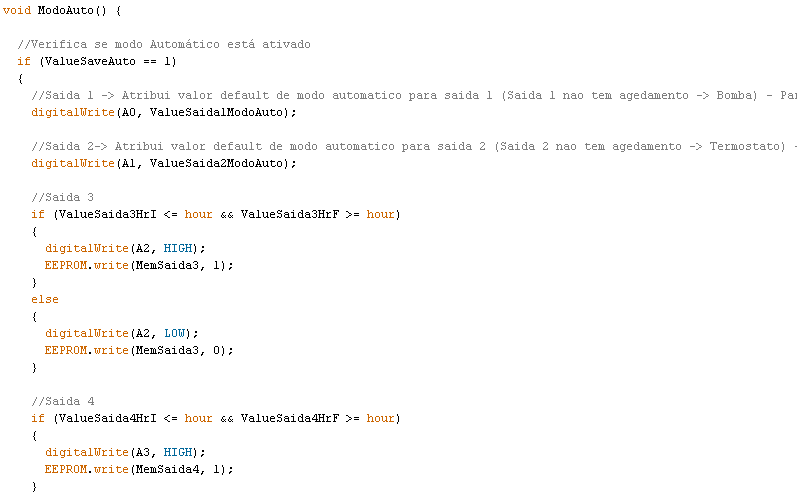 void ModoAuto() {
//Verifica se modo Automático está ativado
if (ValueSaveAuto == 1)
{
//Saida 1 -> Atribui valor default de modo automatico para saida 1 (Saida 1 nao tem agedamento -> Bomba) - Par
digitalWrite(A0, ValueSaida1ModoAuto);
//Saida 2-> Atribui valor default de modo automatico para saida 2 (Saida 2 nao tem agedamento -> Termostato) -
digitalWrite(A1, ValueSaida2ModoAuto);
//Saida 3
if (ValueSaida3HrI <= hour && ValueSaida3HrF >= hour)
{
digitalWrite(A2, HIGH);
EEPROM.write(MemSaida3, 1);
}
else
{
digitalWrite(A2, LOW);
EEPROM.write(MemSaida3, 0);
}
//Saida 4
if (ValueSaida4HrI <= hour && ValueSaida4HrF >= hour)
{
digitalWrite(A3, HIGH);
EEPROM.write(MemSaida4, 1);
}